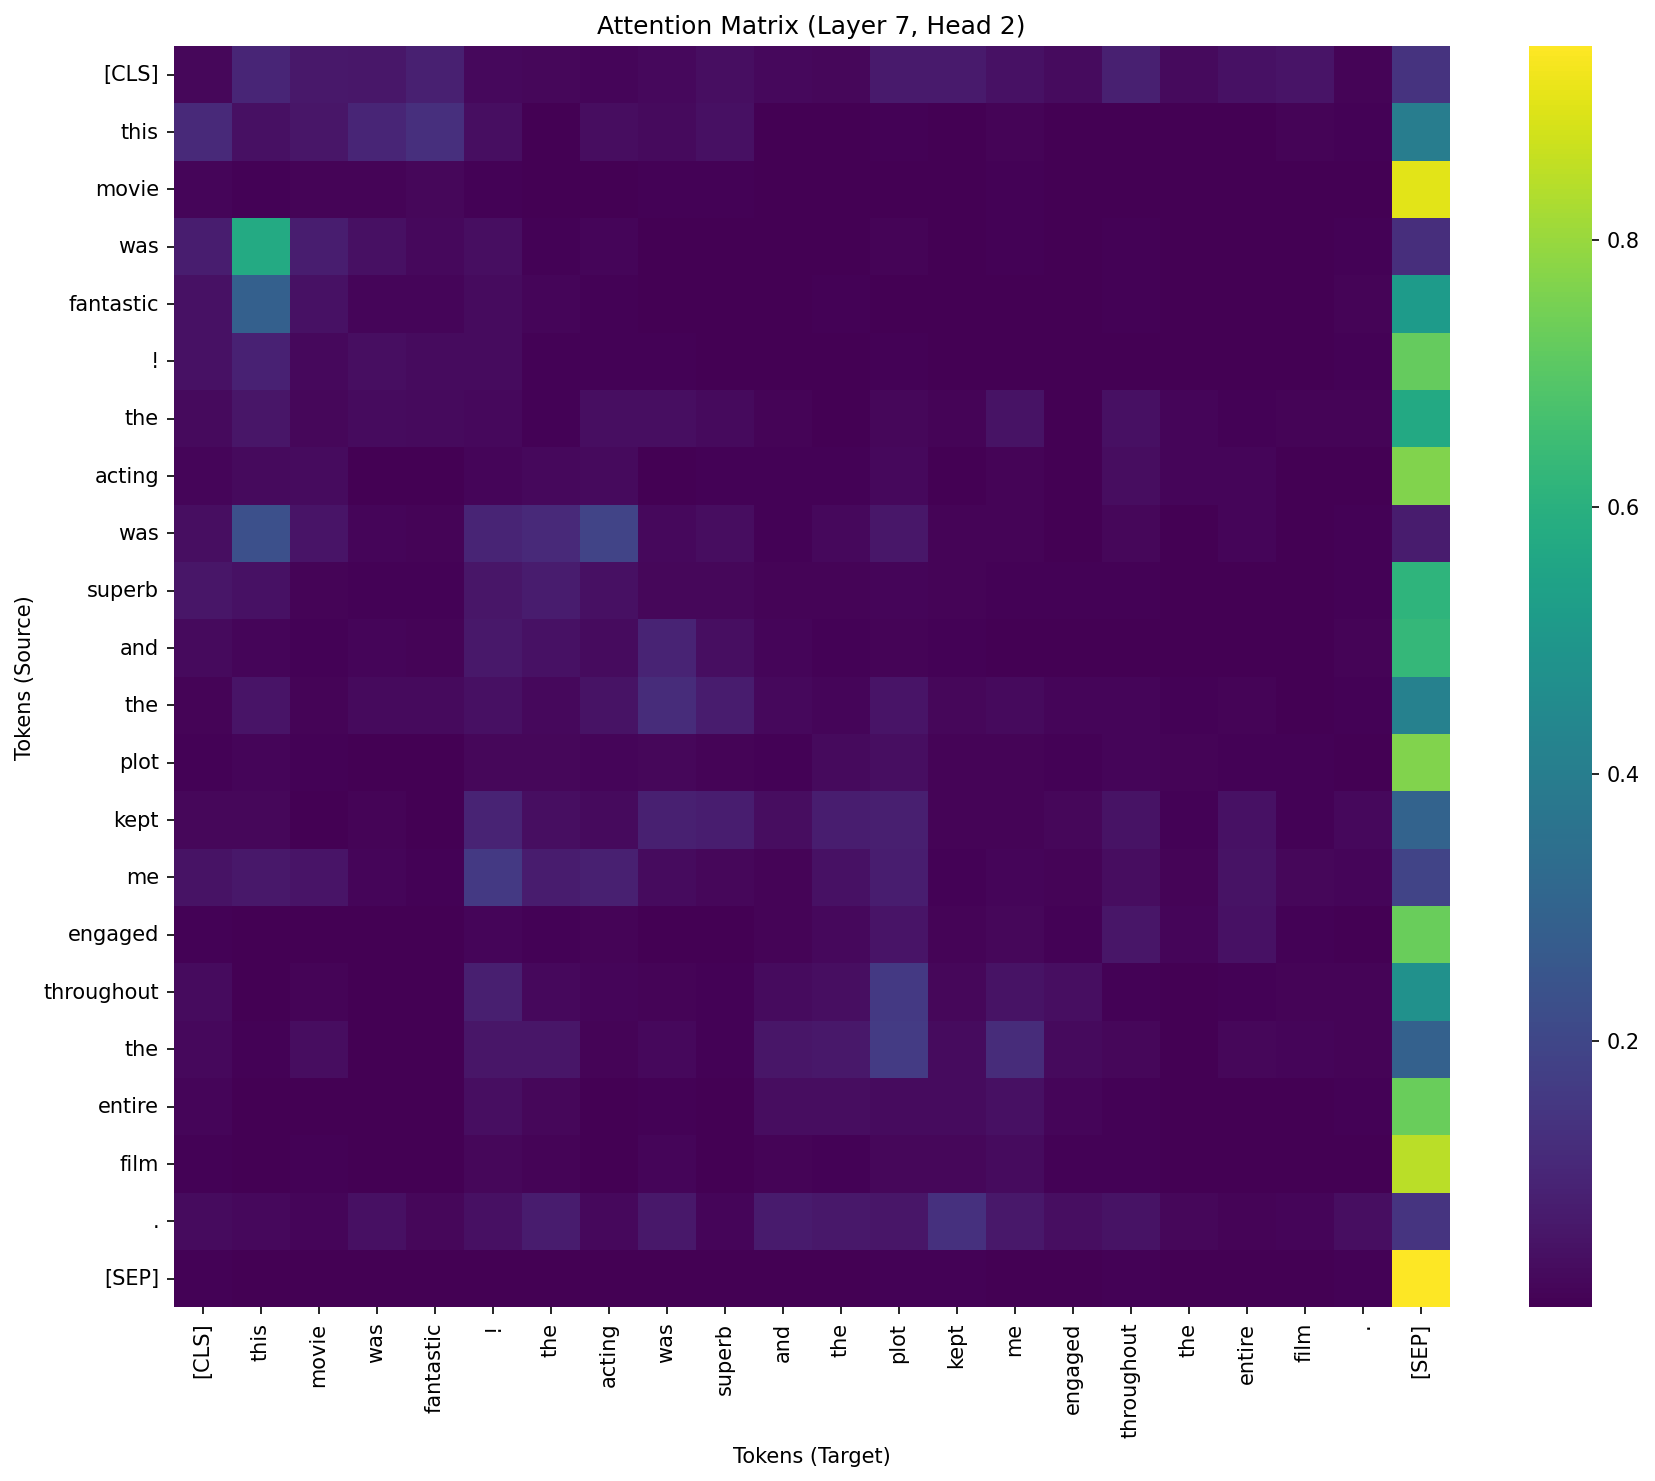 Attention Matrix (Layer 7, Head 2)
[CLS]
this
movie
was
fantastic
!
the
acting
was
superb
and
the
plot
kept
me
engaged
throughout
the
entire
film
.
[SEP]
Tokens (Source)
[CLS]
this
movie
was
fantastic
!
the
acting
was
superb
and
the
plot
kept
me
engaged
throughout
the
entire
film
.
[SEP]
Tokens (Target)
0.8
0.6
0.4
0.2